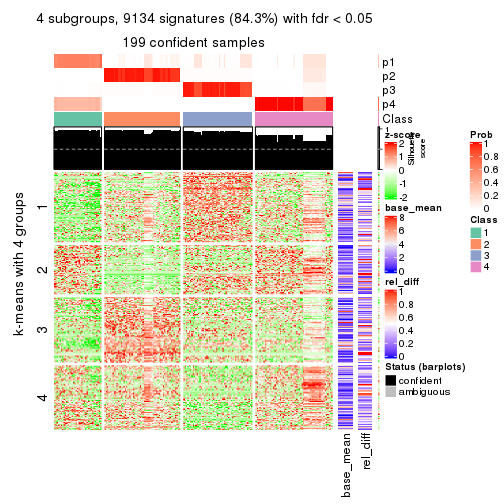 4 subgroups, 9134 signatures (84.3%) with fdr < 0.05
199 confident samples
p1
p2
p3
p4
Class
1
Silhouette
score
k-means with 4 groups
1
2
3
4
base_mean
rel_diff
z-score
2
1
0
-1
-2
base_mean
8
6
4
2
0
rel_diff
1
0.8
0.6
0.4
0.2
0
Status (barplots)
confident
ambiguous
Prob
1
0.8
0.6
0.4
0.2
0
Class
1
2
3
4